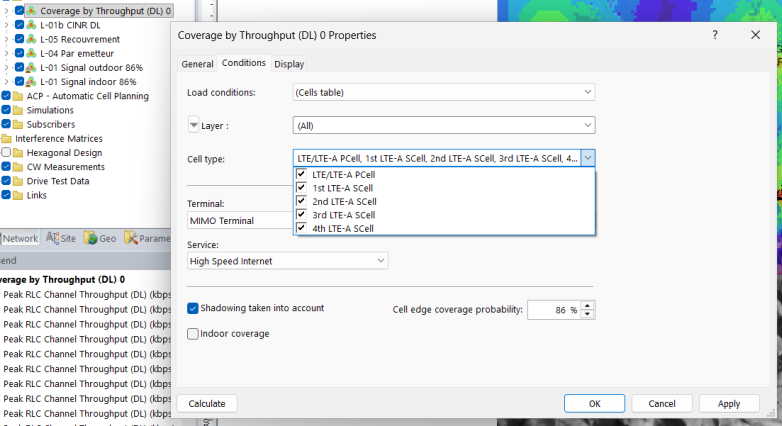 Coverage by Throughput (DL) 0
L-01b CINR DL
L-05 Recouvrement
L-04 Par emetteur
L-01 Signal outdoor 86%
L-01 Signal indoor 86%
ACP - Automatic Cell Planning
Simulations
Subscribers
Interference Matrices
Hexagonal Design
CW Measurements
Drive Test Data
Links
Network
Site
Geo
Parame
end
verage by Throughput (DL) 0
Peak RLC Channel Throughput (DL) (kbps
Peak RLC Channel Throughput (DL) (kbps
Peak RLC Channel Throughput (DL) (kbps
Peak RLC Channel Throughput (DL) (kbps
Peak RLC Channel Throughput (DL) (kbps
Peak RLC Channel Throughput (DL) (kbps
Peak RLC Channel Throughput (DL) (kbps
Peak RLC Channel Throughput (DL) (kbps
Peak RLC Channel Throughput (DL) (kbps
Coverage by Throughput (DL) 0 Properties
?
General
Conditions
Display
Load conditions:
(Cells table)
Layer :
(All)
Cell type:
LTE/LTE-A PCell, 1st LTE-A SCell, 2nd LTE-A SCell, 3rd LTE-A SCell, 4...
LTE/LTE-A PCell
1st LTE-A SCell
2nd LTE-A SCell
3rd LTE-A SCell
4th LTE-A SCell
Terminal:
MIMO Terminal
Service:
High Speed Internet
Shadowing taken into account
Cell edge coverage probability:
86 %
Indoor coverage
Calculate
OK
Cancel
Apply